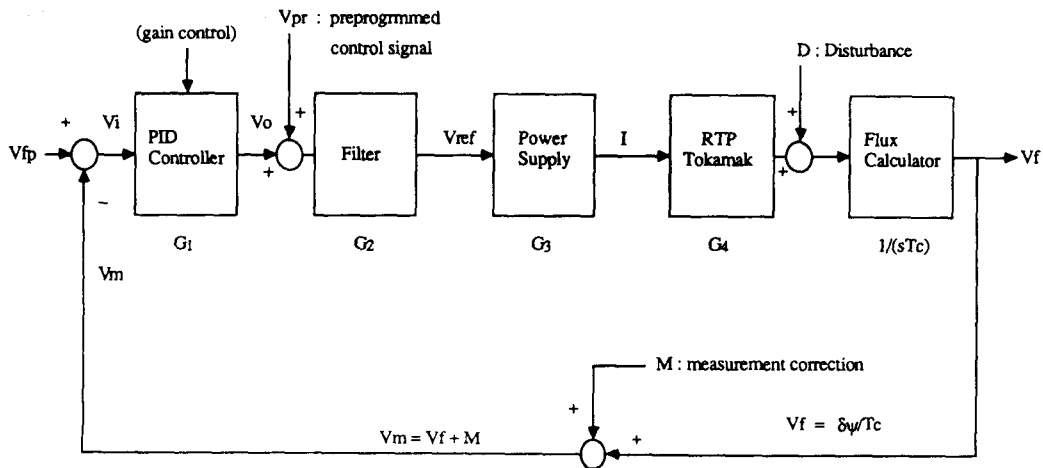 Vpr : preprogrmmed
control signal
(gain control)
D : Disturbance
+
Vfp
Vi
PID
Controller
Vo
+
+
Filter
Vref
Power
Supply
I
RTP
Tokamak
+
+
Flux
Calculator
Vf
−
G1
G2
G3
G4
1/(sTc)
Vm
M : measurement correction
+
Vm = Vf + M
+
Vf = δψ/Tc